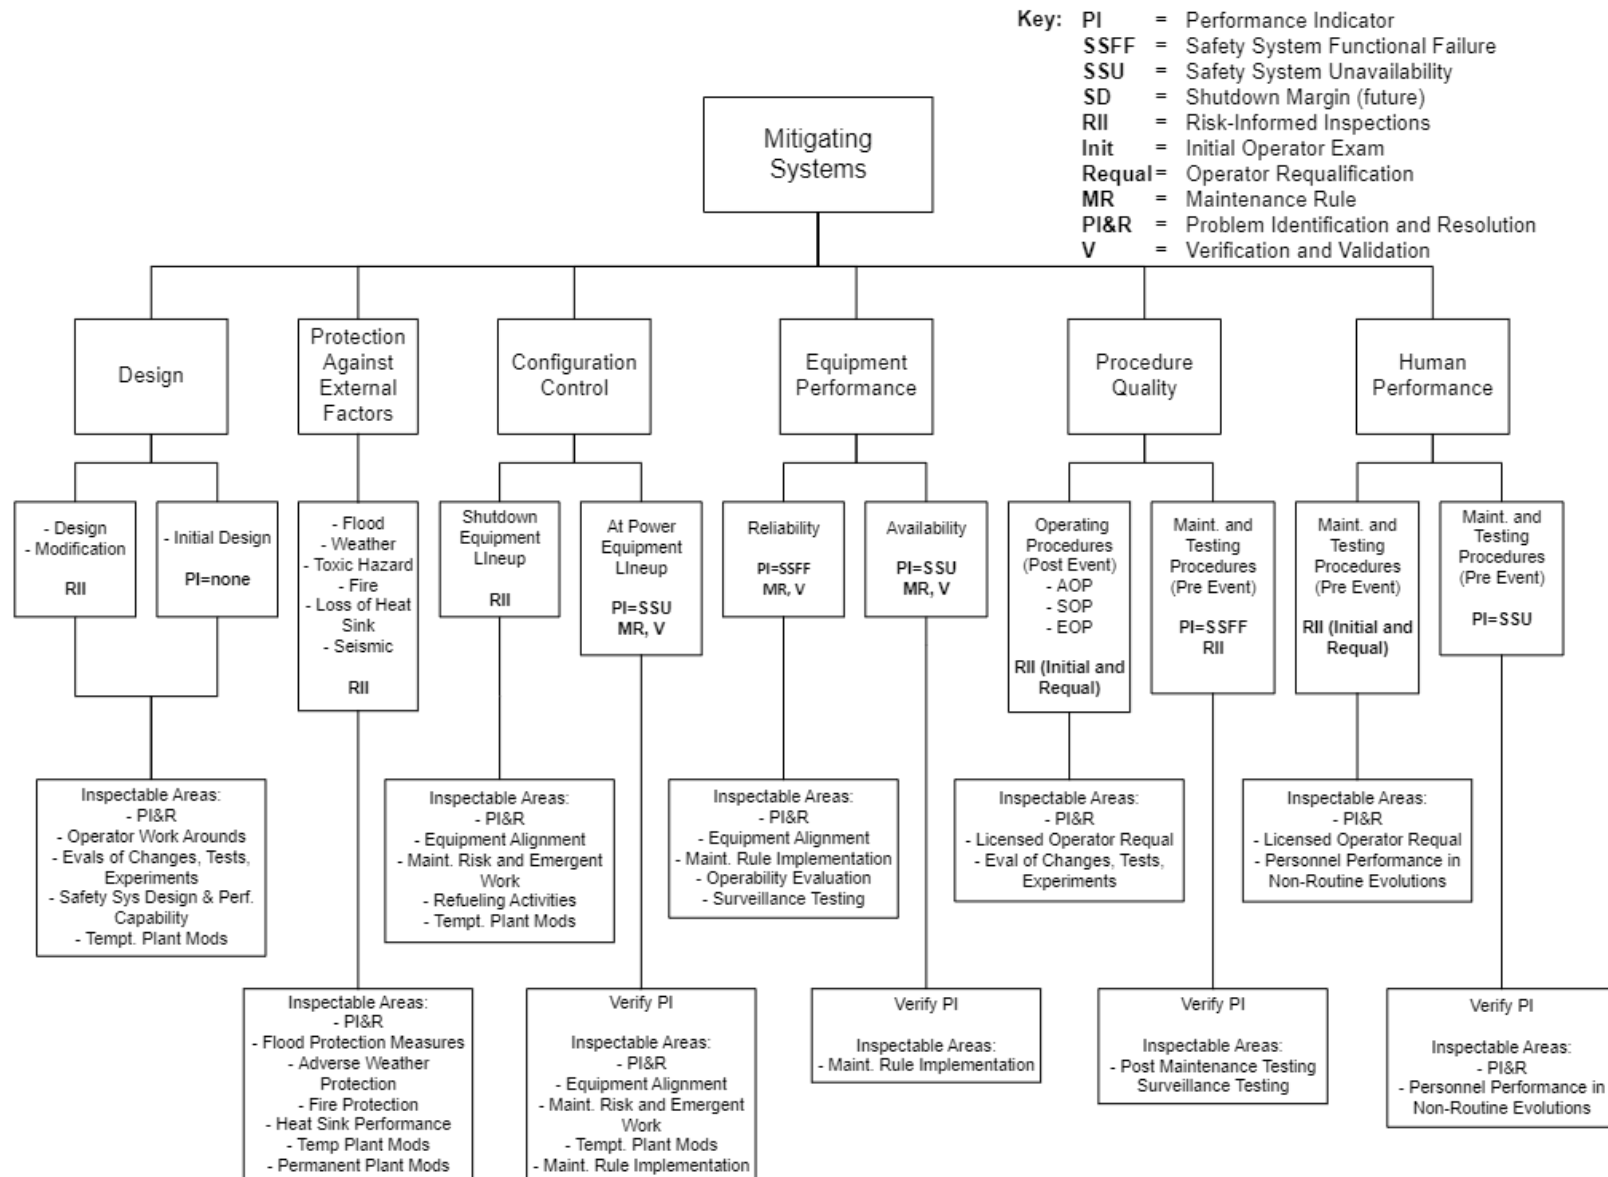 Key: PI = Performance Indicator
SSFF = Safety System Functional Failure
SSU = Safety System Unavailability
SD = Shutdown Margin (future)
RII = Risk-Informed Inspections
Init = Initial Operator Exam
Requal = Operator Requalification
MR = Maintenance Rule
PI&R = Problem Identification and Resolution
V = Verification and Validation
Mitigating
Systems
Design
Protection
Against
External
Factors
Configuration
Control
Equipment
Performance
Procedure
Quality
Human
Performance
- Design
- Modification
RII
- Initial Design
PI=none
- Flood
- Weather
- Toxic Hazard
- Fire
- Loss of Heat
Sink
- Seismic
RII
Shutdown
Equipment
LIneup
RII
At Power
Equipment
LIneup
PI=SSU
MR, V
Reliability
PI=SSFF
MR, V
Availability
PI=SSU
MR, V
Operating
Procedures
(Post Event)
- AOP
- SOP
- EOP
RII (Initial and
Requal)
Maint. and
Testing
Procedures
(Pre Event)
PI=SSFF
RII
Maint. and
Testing
Procedures
(Pre Event)
RII (Initial and
Requal)
Maint. and
Testing
Procedures
(Pre Event)
PI=SSU
Inspectable Areas:
- PI&R
- Operator Work Arounds
- Evals of Changes, Tests,
Experiments
- Safety Sys Design & Perf.
Capability
- Tempt. Plant Mods
Inspectable Areas:
- PI&R
- Equipment Alignment
- Maint. Risk and Emergent
Work
- Refueling Activities
- Tempt. Plant Mods
Inspectable Areas:
- PI&R
- Equipment Alignment
- Maint. Rule Implementation
- Operability Evaluation
- Surveillance Testing
Inspectable Areas:
- PI&R
- Licensed Operator Requal
- Eval of Changes, Tests,
Experiments
Inspectable Areas:
- PI&R
- Licensed Operator Requal
- Personnel Performance in
Non-Routine Evolutions
Inspectable Areas:
- PI&R
- Flood Protection Measures
- Adverse Weather
Protection
- Fire Protection
- Heat Sink Performance
- Temp Plant Mods
- Permanent Plant Mods
Verify PI
Inspectable Areas:
- PI&R
- Equipment Alignment
- Maint. Risk and Emergent
Work
- Tempt. Plant Mods
- Maint. Rule Implementation
Verify PI
Inspectable Areas:
- Maint. Rule Implementation
Verify PI
Inspectable Areas:
- Post Maintenance Testing
Surveillance Testing
Verify PI
Inspectable Areas:
- PI&R
- Personnel Performance in
Non-Routine Evolutions